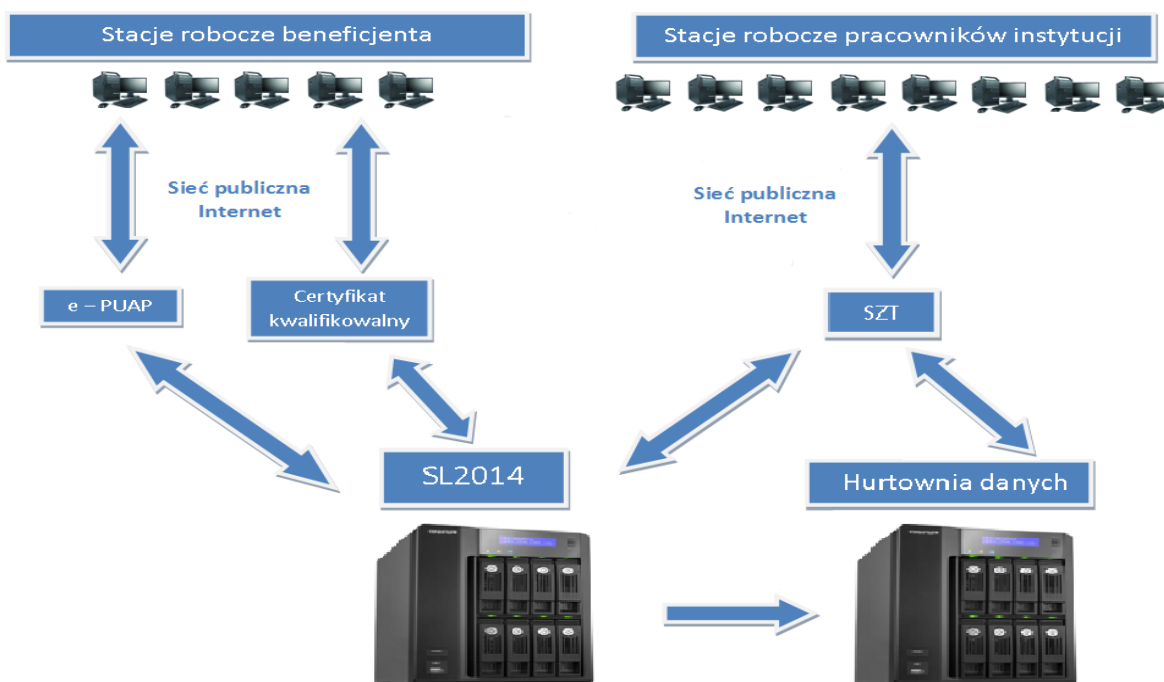 Stacje robocze beneficjenta
Stacje robocze pracowników instytucji
Sieć publiczna
Internet
Sieć publiczna
Internet
e – PUAP
Certyfikat
kwalifikowalny
SZT
SL2014
Hurtownia danych